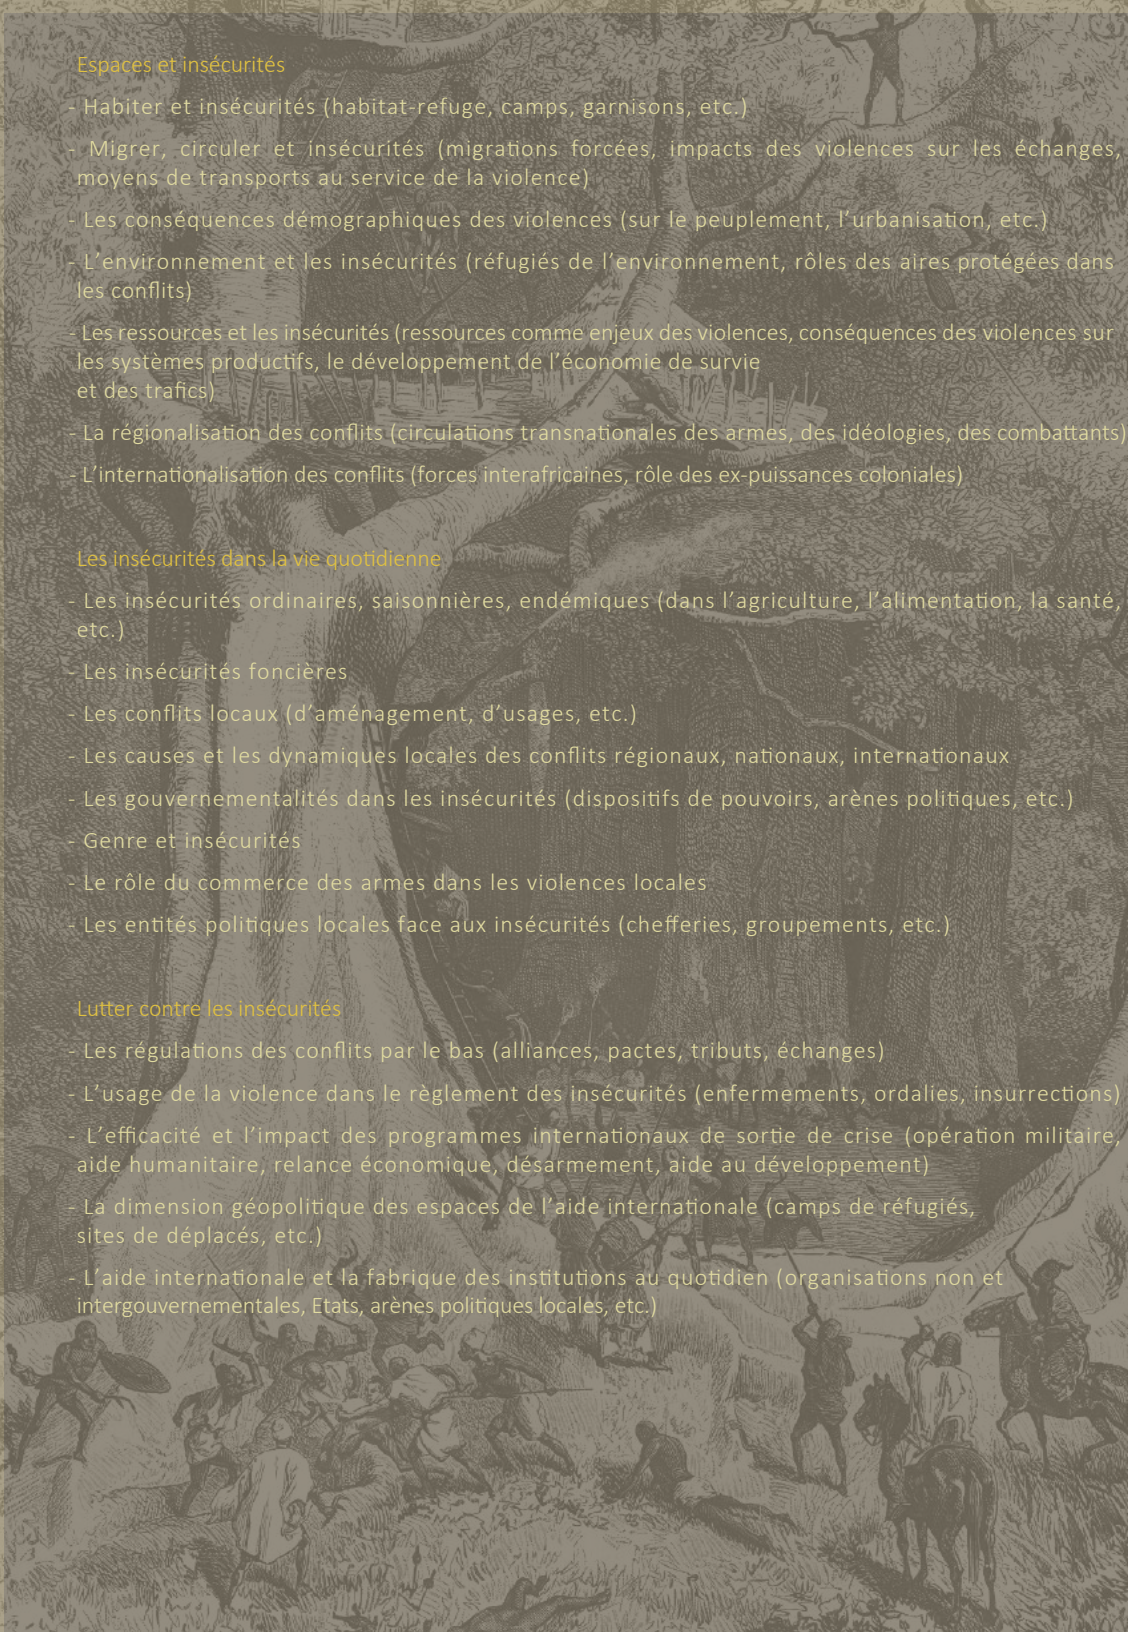 Espaces et insécurités
- Habiter et insécurités (habitat-refuge, camps, garnisons, etc.)
- Migrer, circuler et insécurités (migrations forcées, impacts des violences sur les échanges,
moyens de transports au service de la violence)
- Les conséquences démographiques des violences (sur le peuplement, l’urbanisation, etc.)
- L’environnement et les insécurités (réfugiés de l’environnement, rôles des aires protégées dans
les conflits)
- Les ressources et les insécurités (ressources comme enjeux des violences, conséquences des violences sur
les systèmes productifs, le développement de l’économie de survie
et des trafics)
- La régionalisation des conflits (circulations transnationales des armes, des idéologies, des combattants)
- L’internationalisation des conflits (forces interafricaines, rôle des ex-puissances coloniales)
Les insécurités dans la vie quotidienne
- Les insécurités ordinaires, saisonnières, endémiques (dans l’agriculture, l’alimentation, la santé,
etc.)
- Les insécurités foncières
- Les conflits locaux (d’aménagement, d’usages, etc.)
- Les causes et les dynamiques locales des conflits régionaux, nationaux, internationaux
- Les gouvernementalités dans les insécurités (dispositifs de pouvoirs, arènes politiques, etc.)
- Genre et insécurités
- Le rôle du commerce des armes dans les violences locales
- Les entités politiques locales face aux insécurités (chefferies, groupements, etc.)
Lutter contre les insécurités
- Les régulations des conflits par le bas (alliances, pactes, tributs, échanges)
- L’usage de la violence dans le règlement des insécurités (enfermements, ordalies, insurrections)
- L’efficacité et l’impact des programmes internationaux de sortie de crise (opération militaire,
aide humanitaire, relance économique, désarmement, aide au développement)
- La dimension géopolitique des espaces de l’aide internationale (camps de réfugiés,
sites de déplacés, etc.)
- L’aide internationale et la fabrique des institutions au quotidien (organisations non et
intergouvernementales, Etats, arènes politiques locales, etc.)